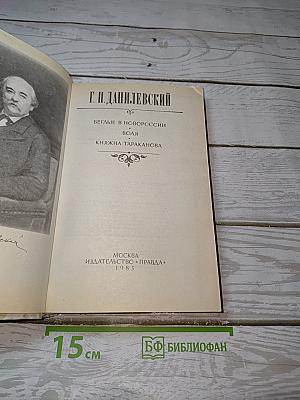 Г. П. ДАНИЛЕВСКИЙ
БЕГЛЫЕ В НОВОРОССИИ
ВОЛЯ
КНЯЖНА ТАРАКАНОВА
МОСКВА
ИЗДАТЕЛЬСТВО «ПРАВДА»
1983
15 см
БФ БИБЛИОФАН